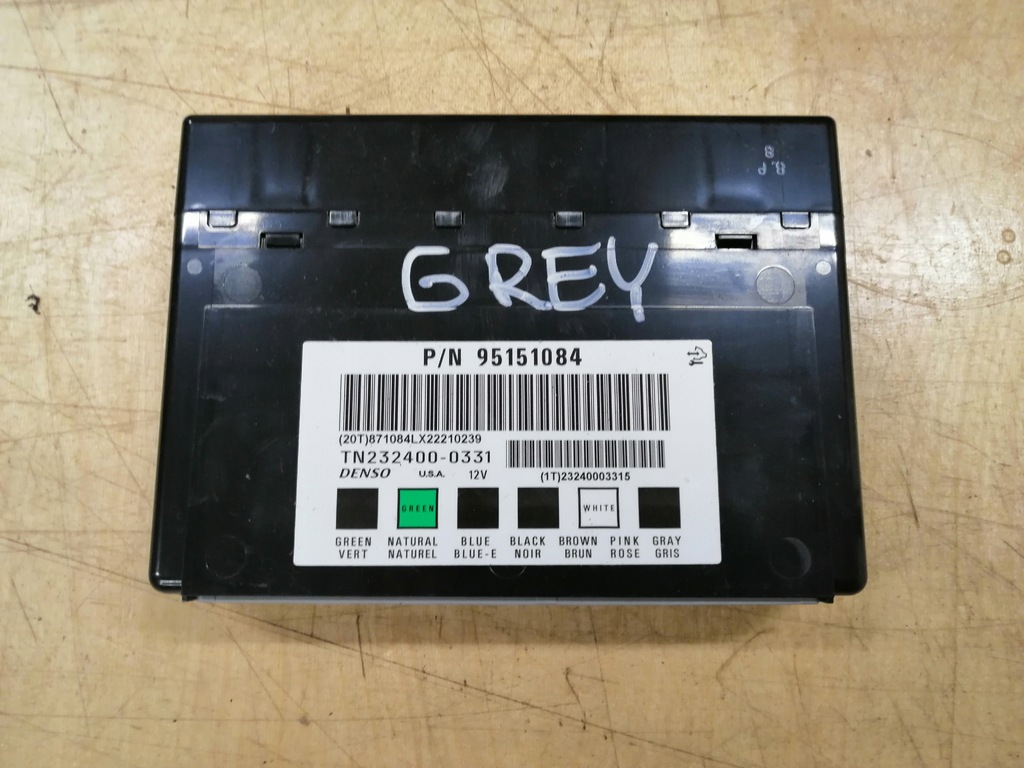 8.P
8
GREY
P/N 95151084
(20T)871084LX22210239
TN232400-0331
DENSO U.S.A. 12V
(1T)23240003315
GREEN WHITE
GREEN NATURAL BLUE BLACK BROWN PINK GRAY
VERT NATUREL BLUE-E NOIR BRUN ROSE GRIS